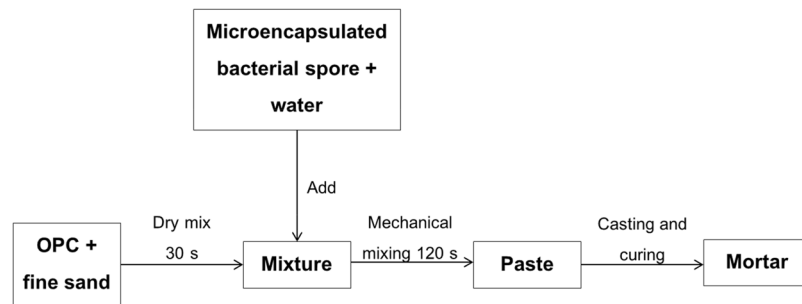 Microencapsulated
bacterial spore +
water
Add
Dry mix
30 s
Mechanical
mixing 120 s
Casting and
curing
OPC +
fine sand
Mixture
Paste
Mortar